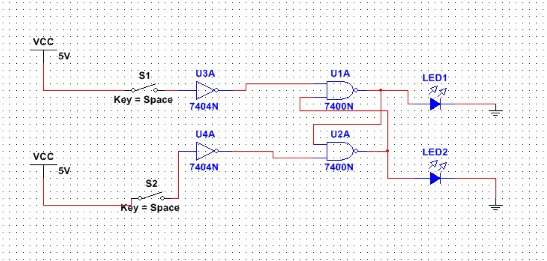 VCC
5V
S1
Key = Space
U3A
7404N
U1A
7400N
LED1
U4A
7404N
U2A
7400N
LED2
VCC
5V
S2
Key = Space